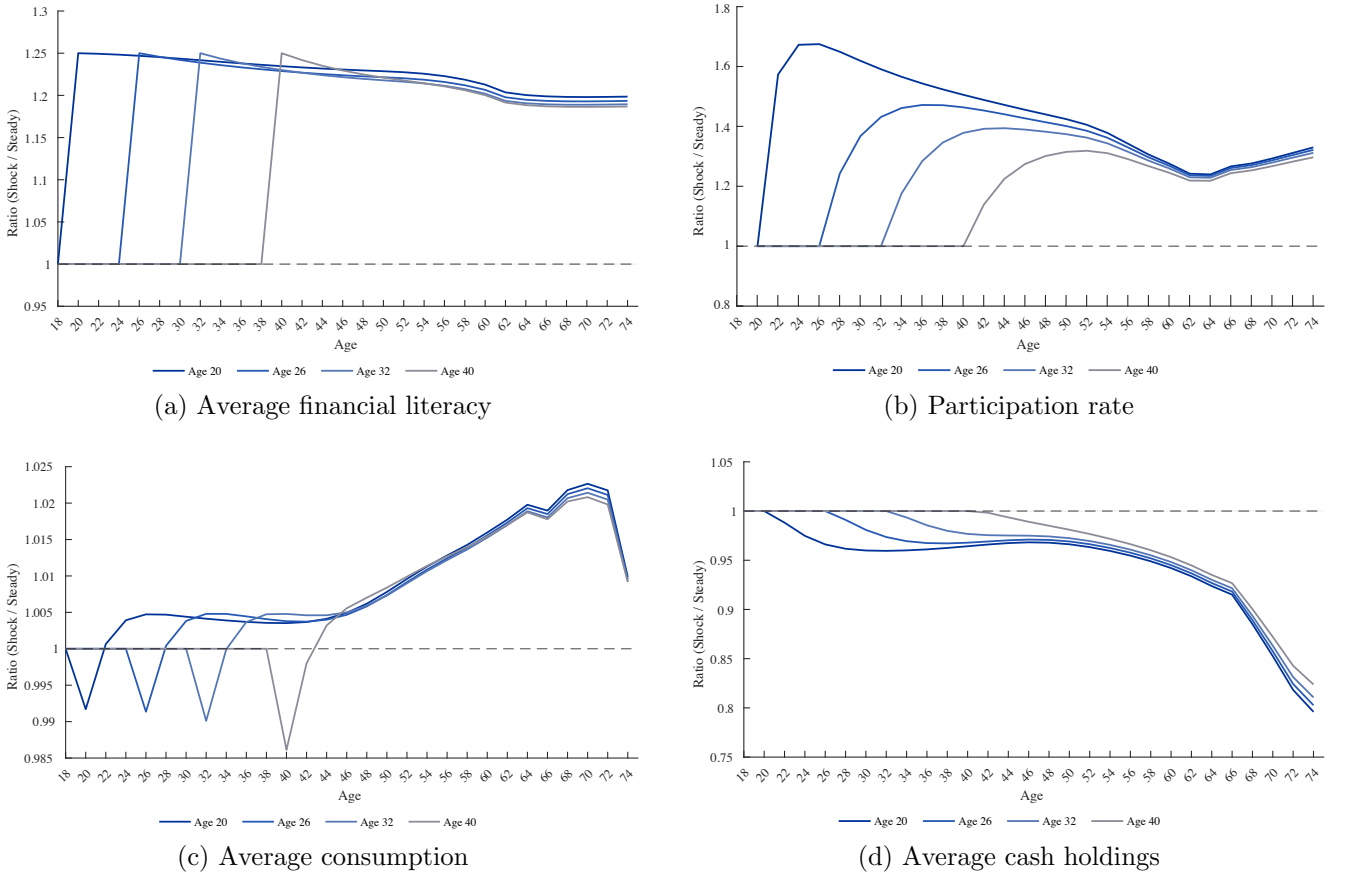 1.3
1.25
1.2
1.15
1.1
1.05
1
0.95
Ratio (Shock / Steady)
18 20 22 24 26 28 30 32 34 36 38 40 42 44 46 48 50 52 54 56 58 60 62 64 66 68 70 72 74
Age
Age 20 Age 26 Age 32 Age 40
(a) Average financial literacy
1.8
1.6
1.4
1.2
1
0.8
Ratio (Shock / Steady)
18 20 22 24 26 28 30 32 34 36 38 40 42 44 46 48 50 52 54 56 58 60 62 64 66 68 70 72 74
Age
Age 20 Age 26 Age 32 Age 40
(b) Participation rate
1.025
1.02
1.015
1.01
1.005
1
0.995
0.99
0.985
Ratio (Shock / Steady)
18 20 22 24 26 28 30 32 34 36 38 40 42 44 46 48 50 52 54 56 58 60 62 64 66 68 70 72 74
Age
Age 20 Age 26 Age 32 Age 40
(c) Average consumption
1.05
1
0.95
0.9
0.85
0.8
0.75
Ratio (Shock / Steady)
18 20 22 24 26 28 30 32 34 36 38 40 42 44 46 48 50 52 54 56 58 60 62 64 66 68 70 72 74
Age
Age 20 Age 26 Age 32 Age 40
(d) Average cash holdings